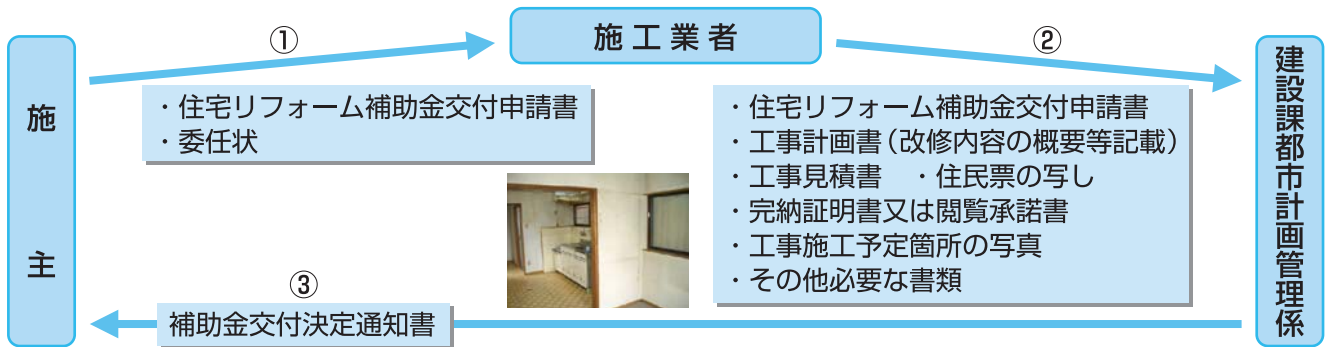 施主
①
施工業者
②
建設課都市計画管理係
・住宅リフォーム補助金交付申請書
・委任状
・住宅リフォーム補助金交付申請書
・工事計画書(改修内容の概要等記載)
・工事見積書　・住民票の写し
・完納証明書又は閲覧承諾書
・工事施工予定箇所の写真
・その他必要な書類
③
補助金交付決定通知書